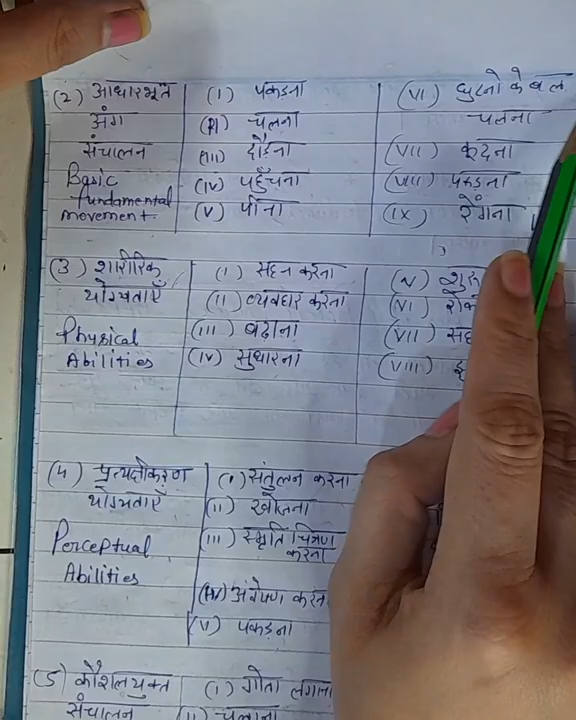 (2) आधारभूत (I) पकड़ना (VI) घुटनो के बल
अंग (II) चलना चलना
संचालन (III) दौड़ना (VII) कूदना
Basic (IV) पहुँचना (VIII) पकड़ना
fundamental (V) पीना (IX) रेंगना
movement
(3) शारीरिक (I) सहन करना (V)
योग्यताएँ (II) व्यवहार करना (VI)
Physical (III) बढ़ाना (VII)
Abilities (IV) सुधारना (VIII)
(4) प्रत्यक्षीकरण (I) संतुलन करना
योग्यताएँ (II) खोजना
(III) स्मृति चित्रण
Perceptual करना
Abilities (IV)
(V) पकड़ना
(5) कौशलयुक्त (I) गोता लगाना
संचालन (II) चलाना